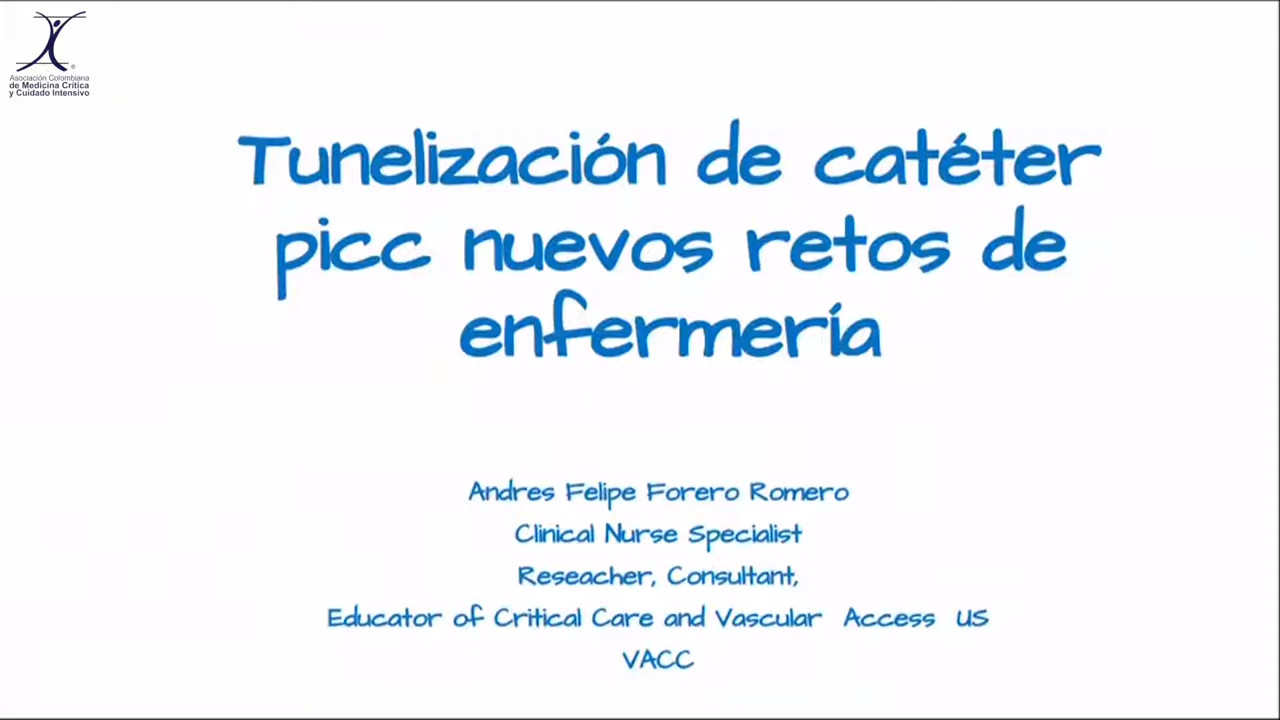 Asociación Colombiana
de Medicina Crítica
y Cuidado Intensivo
Tunelización de catéter
picc nuevos retos de
enfermería
Andres Felipe Forero Romero
Clinical Nurse Specialist
Reseacher, Consultant,
Educator of Critical Care and Vascular Access US
VACC